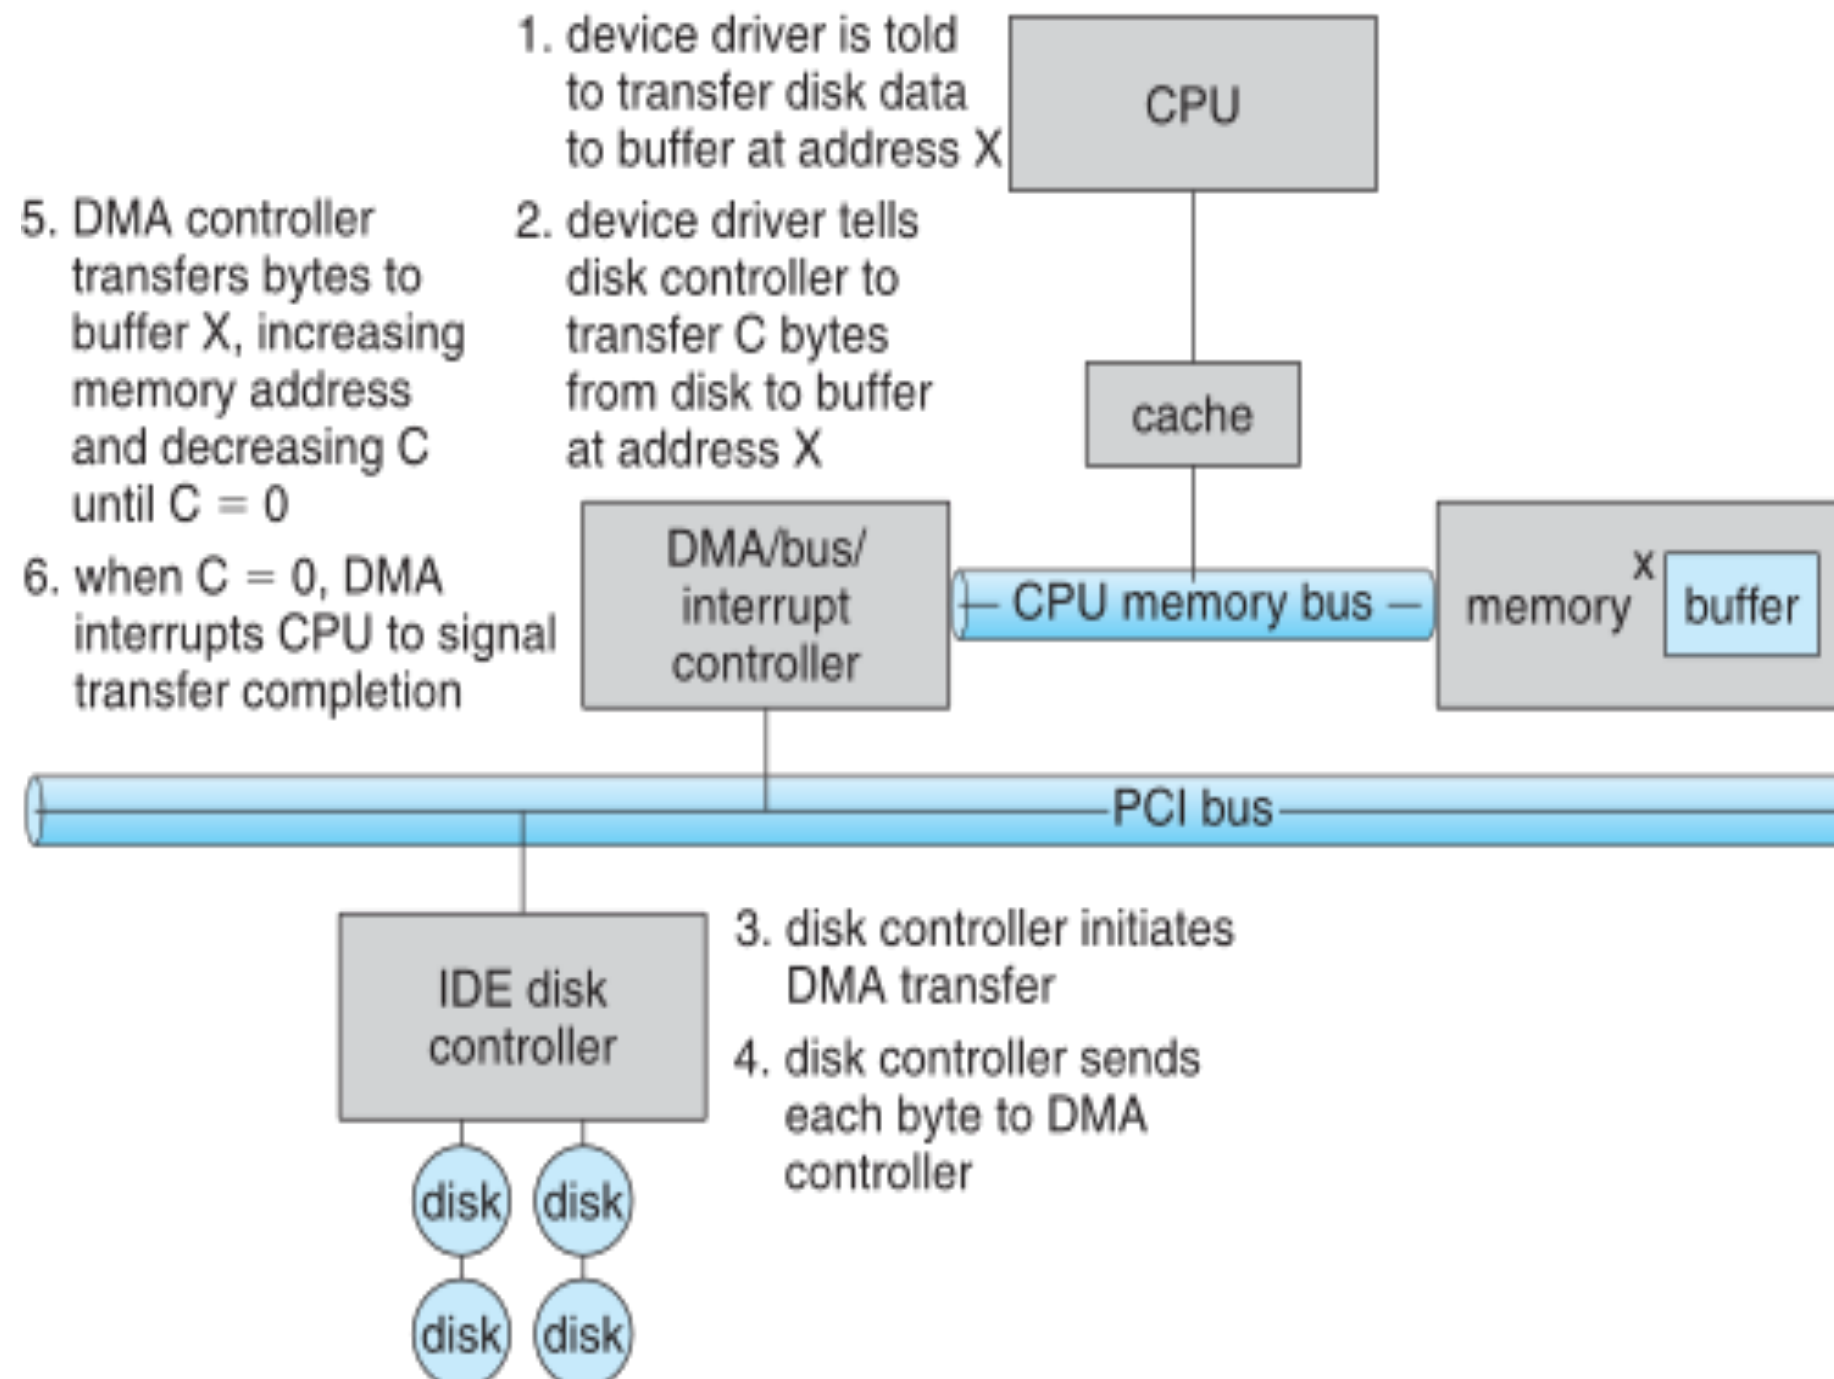 1. device driver is told
to transfer disk data
to buffer at address X
CPU
5. DMA controller
transfers bytes to
buffer X, increasing
memory address
and decreasing C
until C = 0
2. device driver tells
disk controller to
transfer C bytes
from disk to buffer
at address X
cache
6. when C = 0, DMA
interrupts CPU to signal
transfer completion
DMA/bus/
interrupt
controller
CPU memory bus
memory
x
buffer
PCI bus
IDE disk
controller
3. disk controller initiates
DMA transfer
4. disk controller sends
each byte to DMA
controller
disk
disk
disk
disk